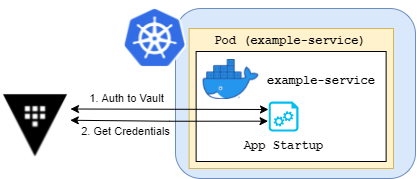 Pod (example-service)
example-service
1. Auth to Vault
2. Get Credentials
App Startup